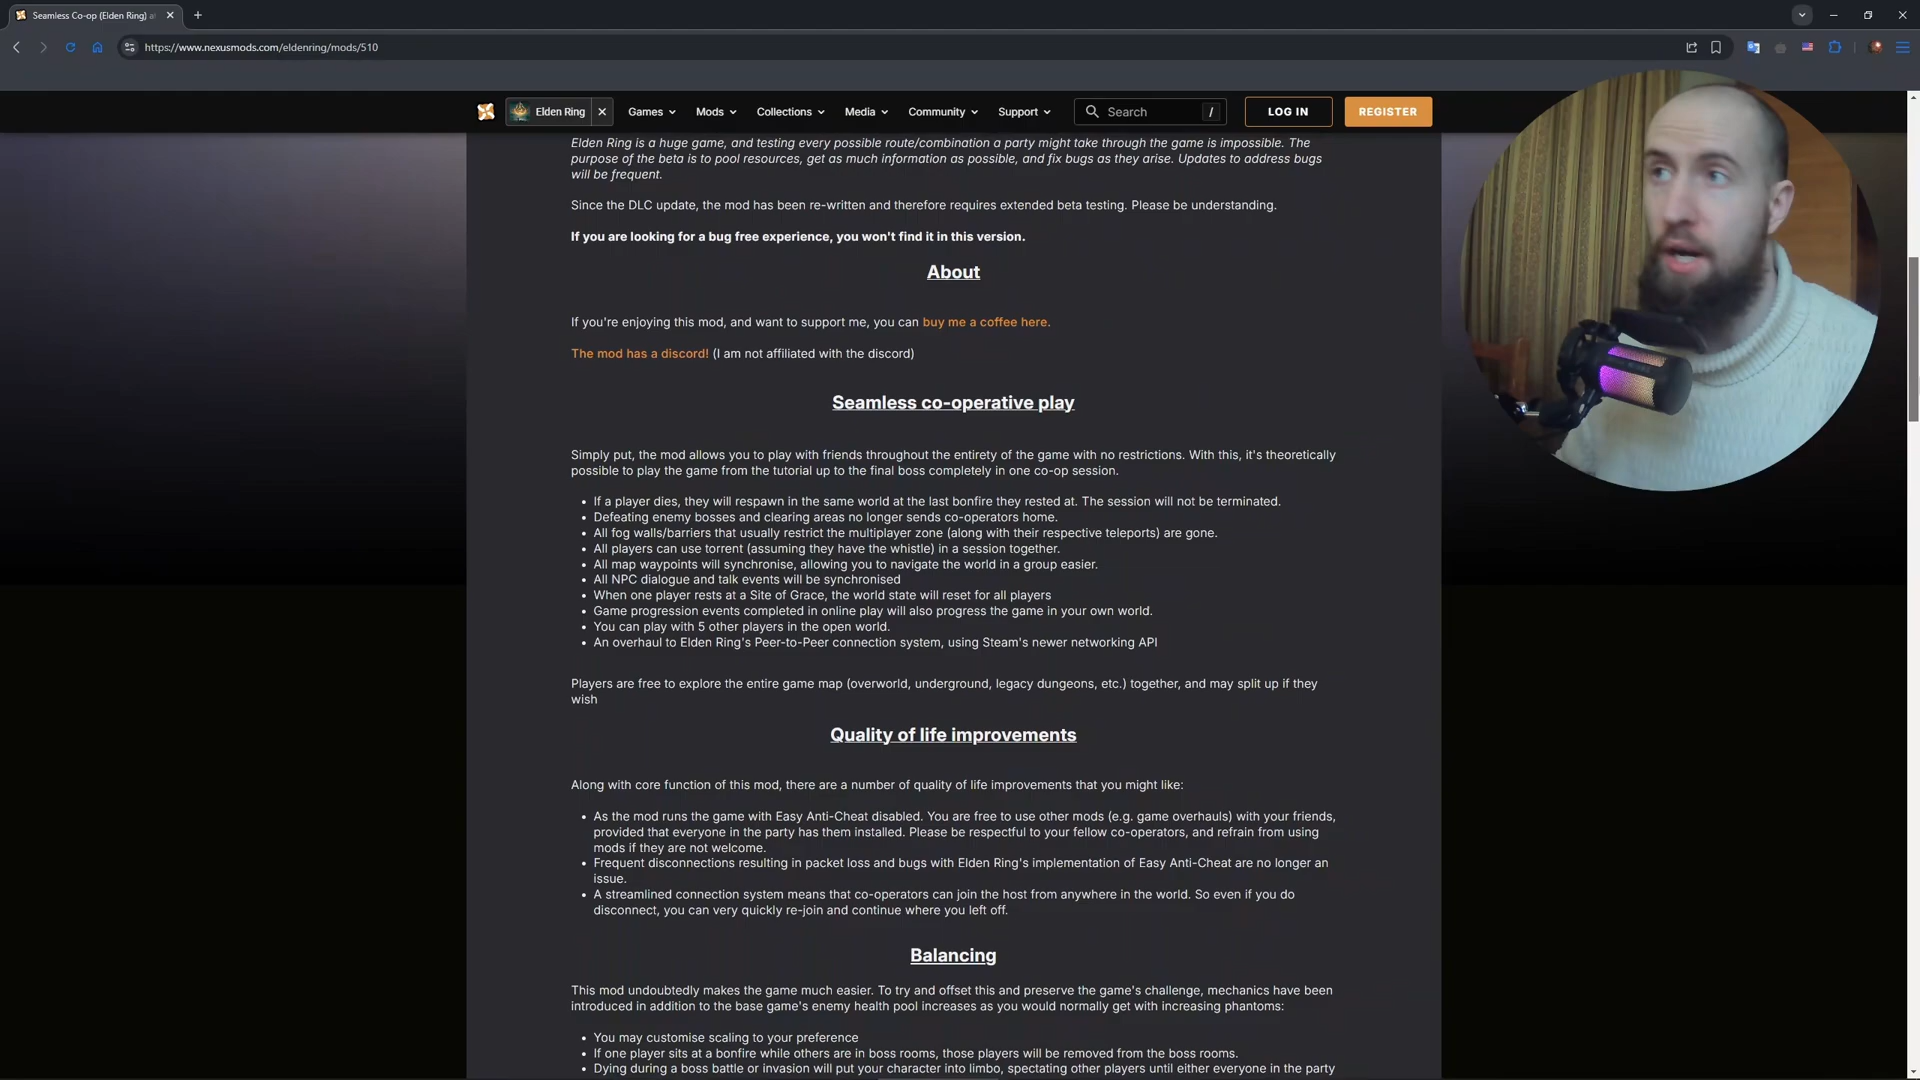 Seamless Co-op (Elden Ring) a
https://www.nexusmods.com/eldenring/mods/510
Elden Ring
Games
Mods
Collections
Media
Community
Support
Search
/
LOG IN
REGISTER
Elden Ring is a huge game, and testing every possible route/combination a party might take through the game is impossible. The
purpose of the beta is to pool resources, get as much information as possible, and fix bugs as they arise. Updates to address bugs
will be frequent.
Since the DLC update, the mod has been re-written and therefore requires extended beta testing. Please be understanding.
If you are looking for a bug free experience, you won't find it in this version.
About
If you're enjoying this mod, and want to support me, you can buy me a coffee here.
The mod has a discord! (I am not affiliated with the discord)
Seamless co-operative play
Simply put, the mod allows you to play with friends throughout the entirety of the game with no restrictions. With this, it's theoretically
possible to play the game from the tutorial up to the final boss completely in one co-op session.
• If a player dies, they will respawn in the same world at the last bonfire they rested at. The session will not be terminated.
• Defeating enemy bosses and clearing areas no longer sends co-operators home.
• All fog walls/barriers that usually restrict the multiplayer zone (along with their respective teleports) are gone.
• All players can use torrent (assuming they have the whistle) in a session together.
• All map waypoints will synchronise, allowing you to navigate the world in a group easier.
• All NPC dialogue and talk events will be synchronised
• When one player rests at a Site of Grace, the world state will reset for all players
• Game progression events completed in online play will also progress the game in your own world.
• You can play with 5 other players in the open world.
• An overhaul to Elden Ring's Peer-to-Peer connection system, using Steam's newer networking API
Players are free to explore the entire game map (overworld, underground, legacy dungeons, etc.) together, and may split up if they
wish
Quality of life improvements
Along with core function of this mod, there are a number of quality of life improvements that you might like:
• As the mod runs the game with Easy Anti-Cheat disabled. You are free to use other mods (e.g. game overhauls) with your friends,
provided that everyone in the party has them installed. Please be respectful to your fellow co-operators, and refrain from using
mods if they are not welcome.
• Frequent disconnections resulting in packet loss and bugs with Elden Ring's implementation of Easy Anti-Cheat are no longer an
issue.
• A streamlined connection system means that co-operators can join the host from anywhere in the world. So even if you do
disconnect, you can very quickly re-join and continue where you left off.
Balancing
This mod undoubtedly makes the game much easier. To try and offset this and preserve the game's challenge, mechanics have been
introduced in addition to the base game's enemy health pool increases as you would normally get with increasing phantoms:
• You may customise scaling to your preference
• If one player sits at a bonfire while others are in boss rooms, those players will be removed from the boss rooms.
• Dying during a boss battle or invasion will put your character into limbo, spectating other players until either everyone in the party